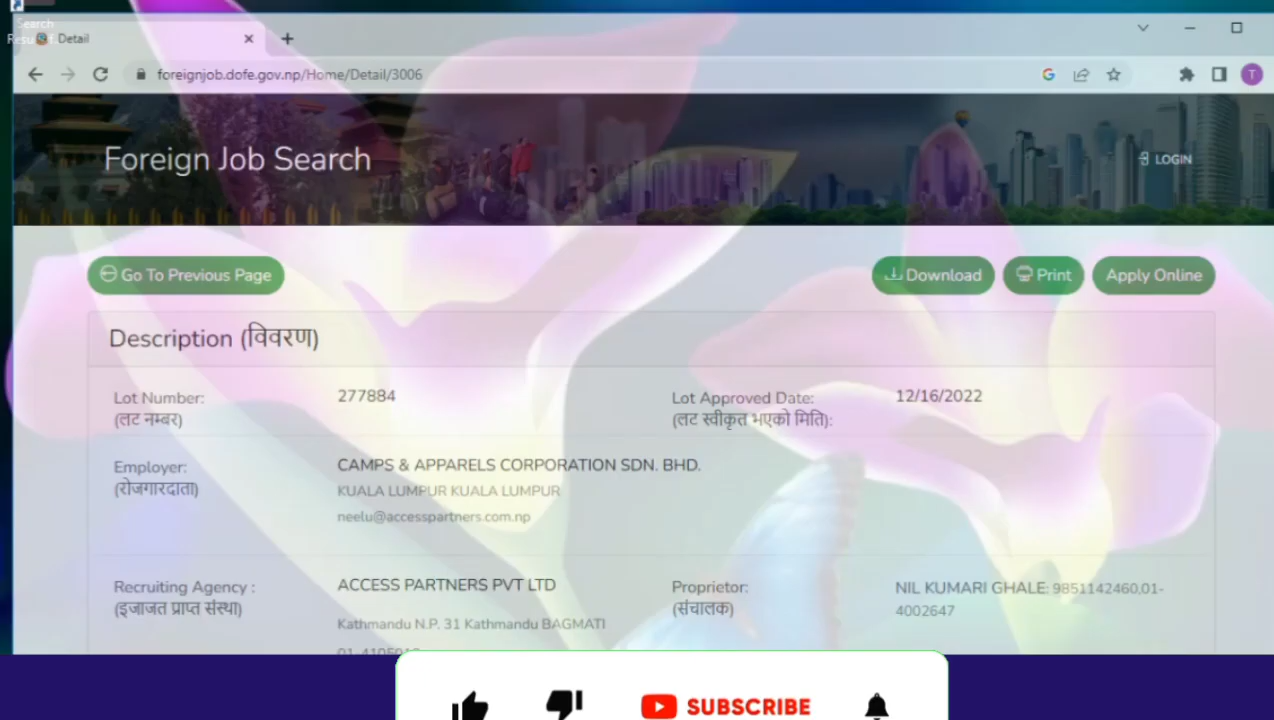 Search
Detail
foreignjob.dofe.gov.np/Home/Detail/3006
G
T
Foreign Job Search
LOGIN
Go To Previous Page
Download
Print
Apply Online
Description (विवरण)
Lot Number:
(लट नम्बर)
277884
Lot Approved Date:
(लट स्वीकृत भएको मिति):
12/16/2022
Employer:
(रोजगारदाता)
CAMPS & APPARELS CORPORATION SDN. BHD.
KUALA LUMPUR KUALA LUMPUR
neelu@accesspartners.com.np
Recruiting Agency :
(इजाजत प्राप्त संस्था)
ACCESS PARTNERS PVT LTD
Kathmandu N.P. 31 Kathmandu BAGMATI
Proprietor:
(संचालक)
NIL KUMARI GHALE: 9851142460,01-
4002647
SUBSCRIBE